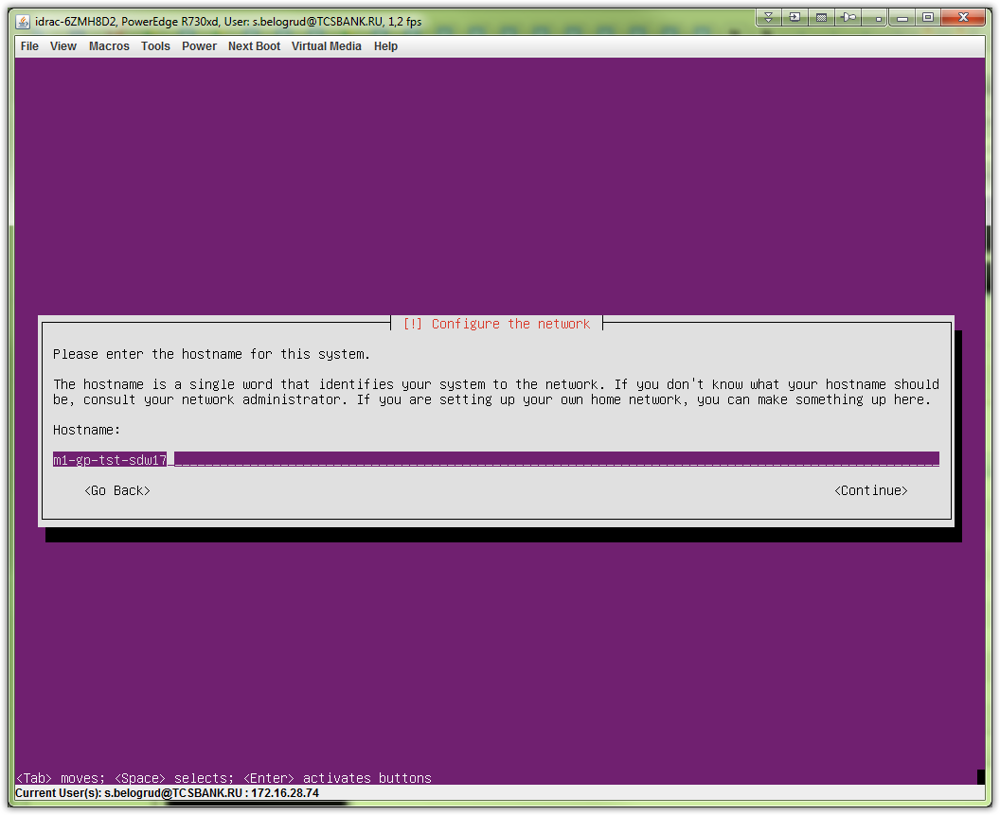 idrac-6ZMH8D2, PowerEdge R730xd, User: s.belogrud@TCSBANK.RU, 1,2 fps
File View Macros Tools Power Next Boot Virtual Media Help
[!] Configure the network
Please enter the hostname for this system.
The hostname is a single word that identifies your system to the network. If you don't know what your hostname should
be, consult your network administrator. If you are setting up your own home network, you can make something up here.
Hostname:
m1-gp-tst-sdw17
<Go Back> <Continue>
<Tab> moves; <Space> selects; <Enter> activates buttons
Current User(s): s.belogrud@TCSBANK.RU : 172.16.28.74